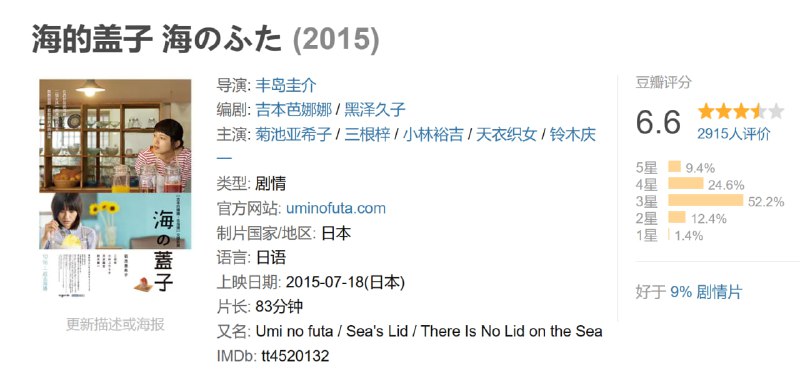 海的盖子 海のふた (2015)
导演: 丰岛圭介
编剧: 吉本芭娜娜 / 黑泽久子
主演: 菊池亚希子 / 三根梓 / 小林裕吉 / 天衣织女 / 铃木庆
一
类型: 剧情
官方网站: uminofuta.com
制片国家/地区: 日本
语言: 日语
上映日期: 2015-07-18(日本)
片长: 83分钟
又名: Umi no futa / Sea's Lid / There Is No Lid on the Sea
IMDb: tt4520132
海の蓋子
更新描述或海报
豆瓣评分
6.6
2915人评价
5星 9.4%
4星 24.6%
3星 52.2%
2星 12.4%
1星 1.4%
好于 9% 剧情片